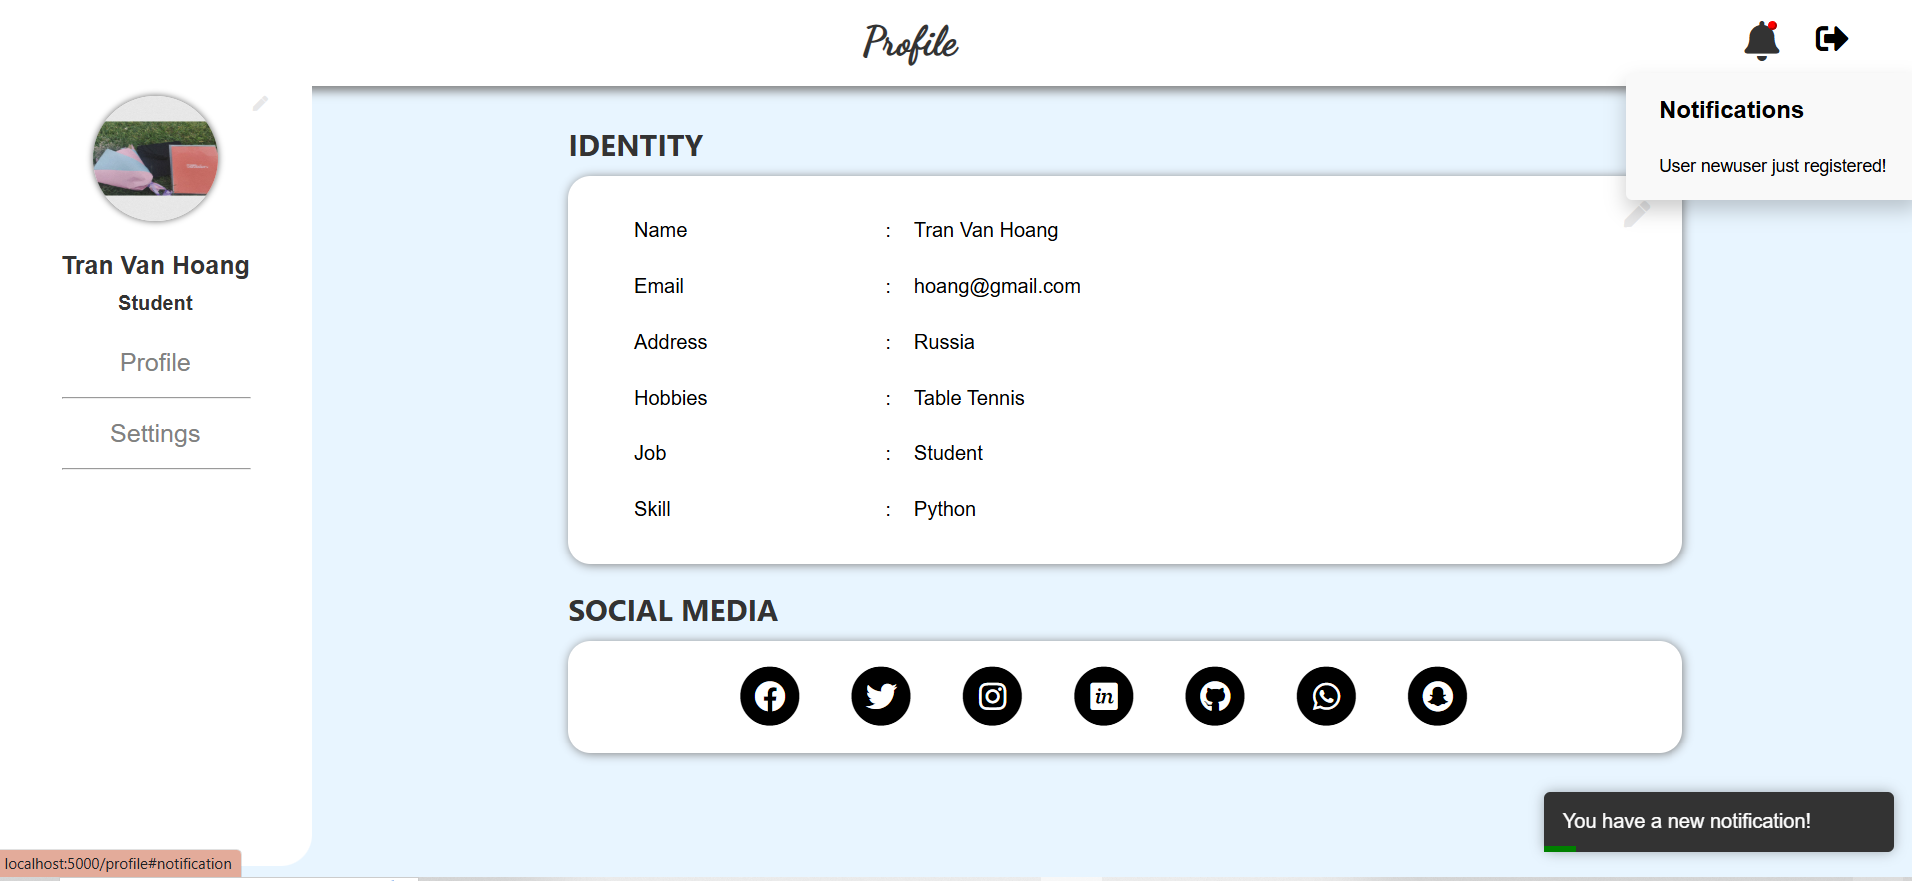 Profile
Notifications
User newuser just registered!
Tran Van Hoang
Student
Profile
Settings
IDENTITY
Name : Tran Van Hoang
Email : hoang@gmail.com
Address : Russia
Hobbies : Table Tennis
Job : Student
Skill : Python
SOCIAL MEDIA
in
You have a new notification!
localhost:5000/profile#notification